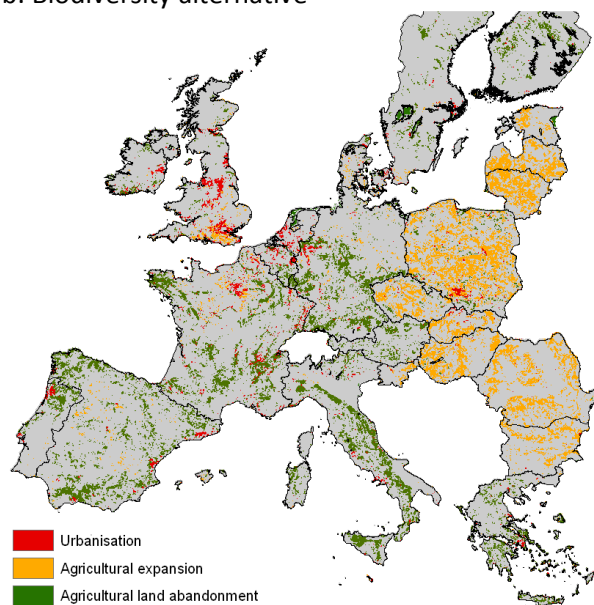 b. Biodiversity alternative
Urbanisation
Agricultural expansion
Agricultural land abandonment